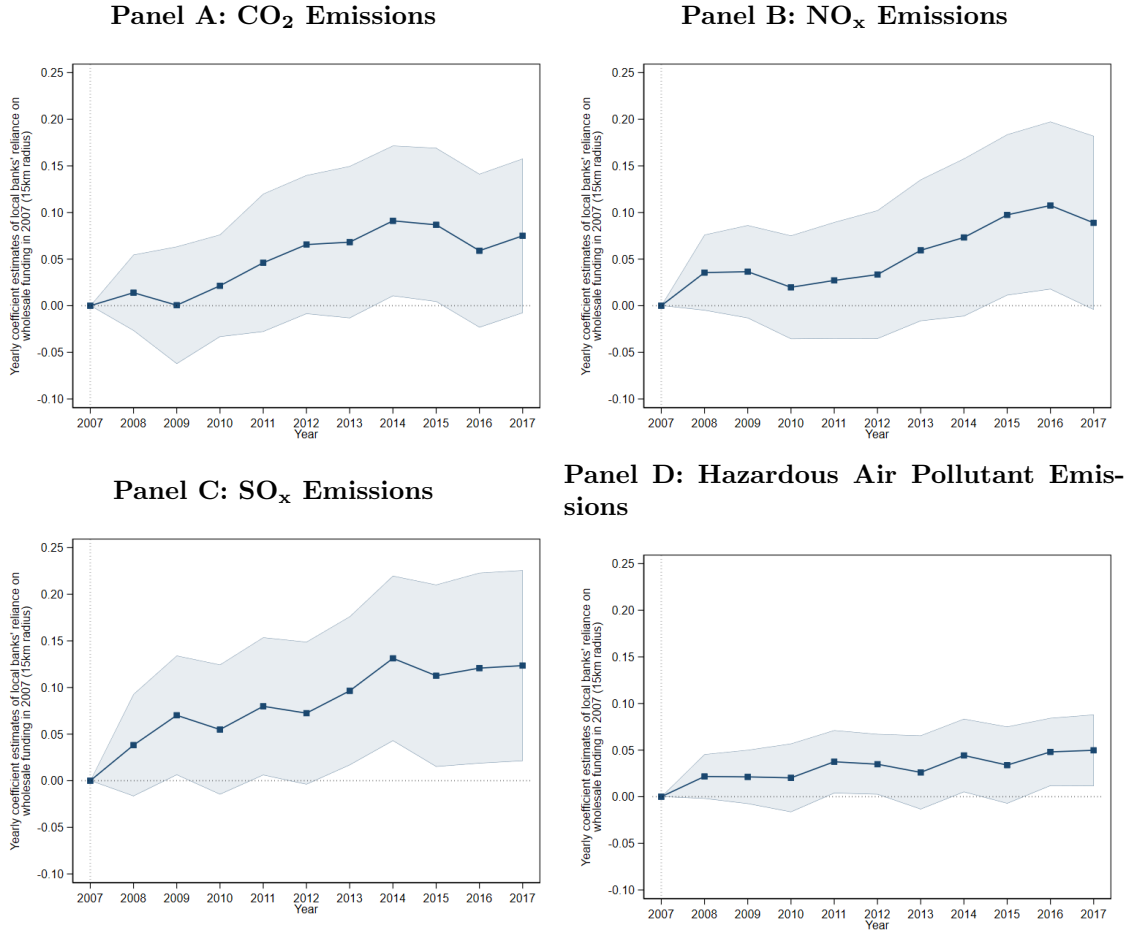 Panel A: CO₂ Emissions
0.25
0.20
0.15
0.10
0.05
0.00
-0.05
-0.10
Yearly coefficient estimates of local banks' reliance on
wholesale funding in 2007 (15km radius)
2007 2008 2009 2010 2011 2012 2013 2014 2015 2016 2017
Year
Panel B: NOₓ Emissions
0.25
0.20
0.15
0.10
0.05
0.00
-0.05
-0.10
Yearly coefficient estimates of local banks' reliance on
wholesale funding in 2007 (15km radius)
2007 2008 2009 2010 2011 2012 2013 2014 2015 2016 2017
Year
Panel C: SOₓ Emissions
0.25
0.20
0.15
0.10
0.05
0.00
-0.05
-0.10
Yearly coefficient estimates of local banks' reliance on
wholesale funding in 2007 (15km radius)
2007 2008 2009 2010 2011 2012 2013 2014 2015 2016 2017
Year
Panel D: Hazardous Air Pollutant Emis-
sions
0.25
0.20
0.15
0.10
0.05
0.00
-0.05
-0.10
Yearly coefficient estimates of local banks' reliance on
wholesale funding in 2007 (15km radius)
2007 2008 2009 2010 2011 2012 2013 2014 2015 2016 2017
Year